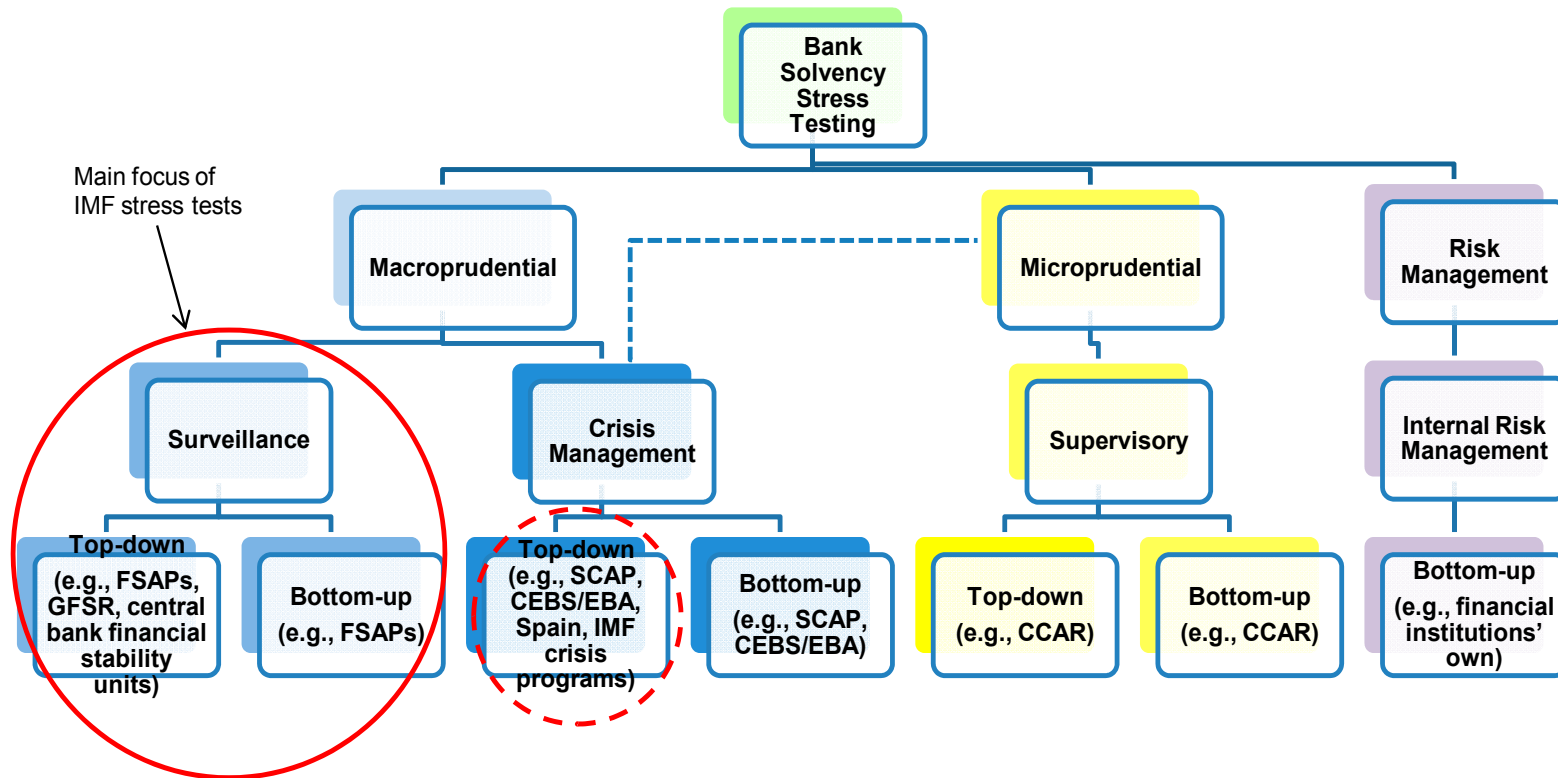 Bank
Solvency
Stress
Testing
Main focus of
IMF stress tests
Macroprudential
Microprudential
Risk
Management
Surveillance
Crisis
Management
Supervisory
Internal Risk
Management
Top-down
(e.g., FSAPs,
GFSR, central
bank financial
stability
units)
Bottom-up
(e.g., FSAPs)
Top-down
(e.g., SCAP,
CEBS/EBA,
Spain, IMF
crisis
programs)
Bottom-up
(e.g., SCAP,
CEBS/EBA)
Top-down
(e.g., CCAR)
Bottom-up
(e.g., CCAR)
Bottom-up
(e.g., financial
institutions’
own)